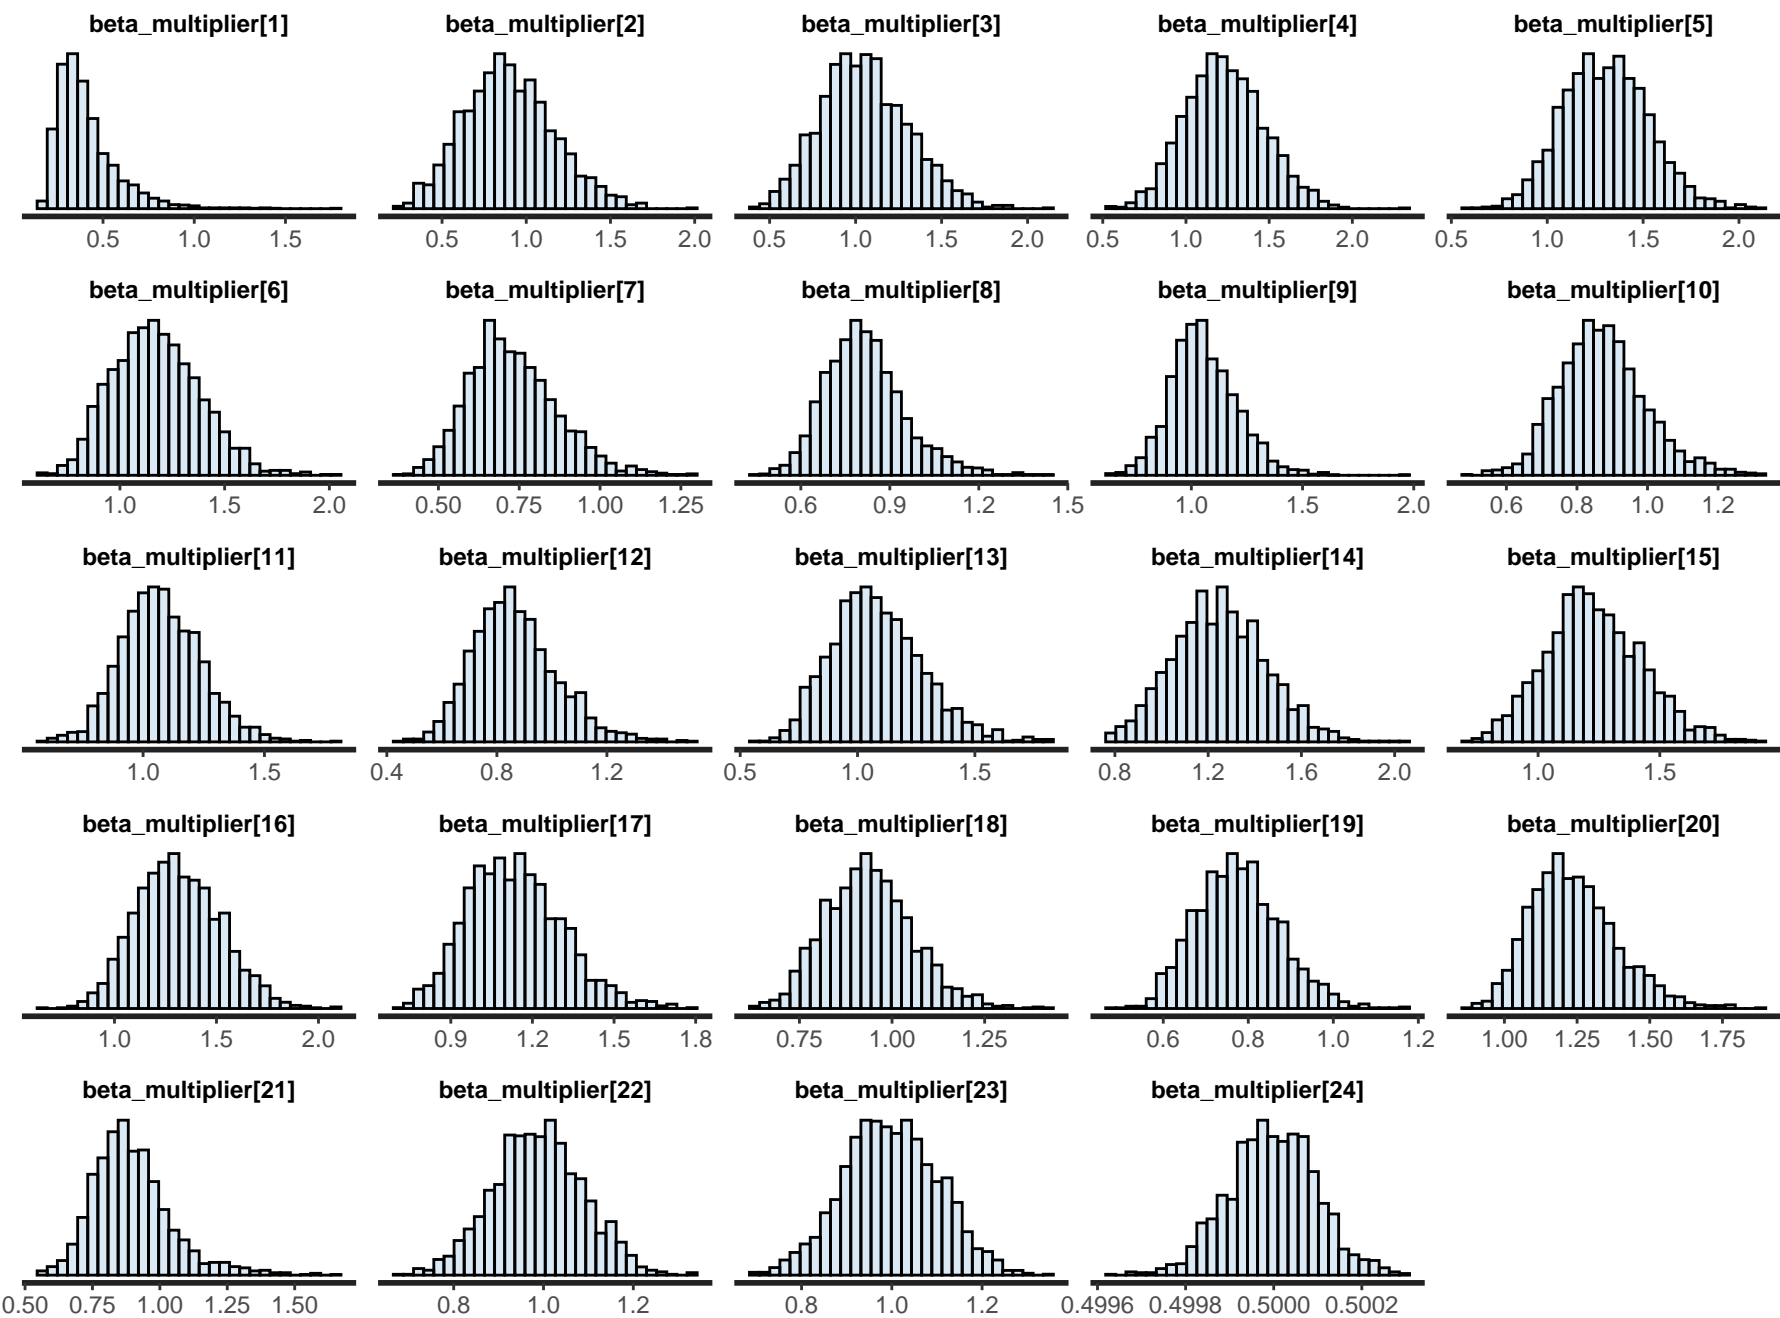 beta_multiplier[1] beta_multiplier[2] beta_multiplier[3] beta_multiplier[4] beta_multiplier[5]
0.5 1.0 1.5 0.5 1.0 1.5 2.0 0.5 1.0 1.5 2.0 0.5 1.0 1.5 2.0 0.5 1.0 1.5 2.0
beta_multiplier[6] beta_multiplier[7] beta_multiplier[8] beta_multiplier[9] beta_multiplier[10]
1.0 1.5 2.0 0.50 0.75 1.00 1.25 0.6 0.9 1.2 1.5 1.0 1.5 2.0 0.6 0.8 1.0 1.2
beta_multiplier[11] beta_multiplier[12] beta_multiplier[13] beta_multiplier[14] beta_multiplier[15]
1.0 1.5 0.4 0.8 1.2 0.5 1.0 1.5 0.8 1.2 1.6 2.0 1.0 1.5
beta_multiplier[16] beta_multiplier[17] beta_multiplier[18] beta_multiplier[19] beta_multiplier[20]
1.0 1.5 2.0 0.9 1.2 1.5 1.8 0.75 1.00 1.25 0.6 0.8 1.0 1.2 1.00 1.25 1.50 1.75
beta_multiplier[21] beta_multiplier[22] beta_multiplier[23] beta_multiplier[24]
0.50 0.75 1.00 1.25 1.50 0.8 1.0 1.2 0.8 1.0 1.2 0.4996 0.4998 0.5000 0.5002